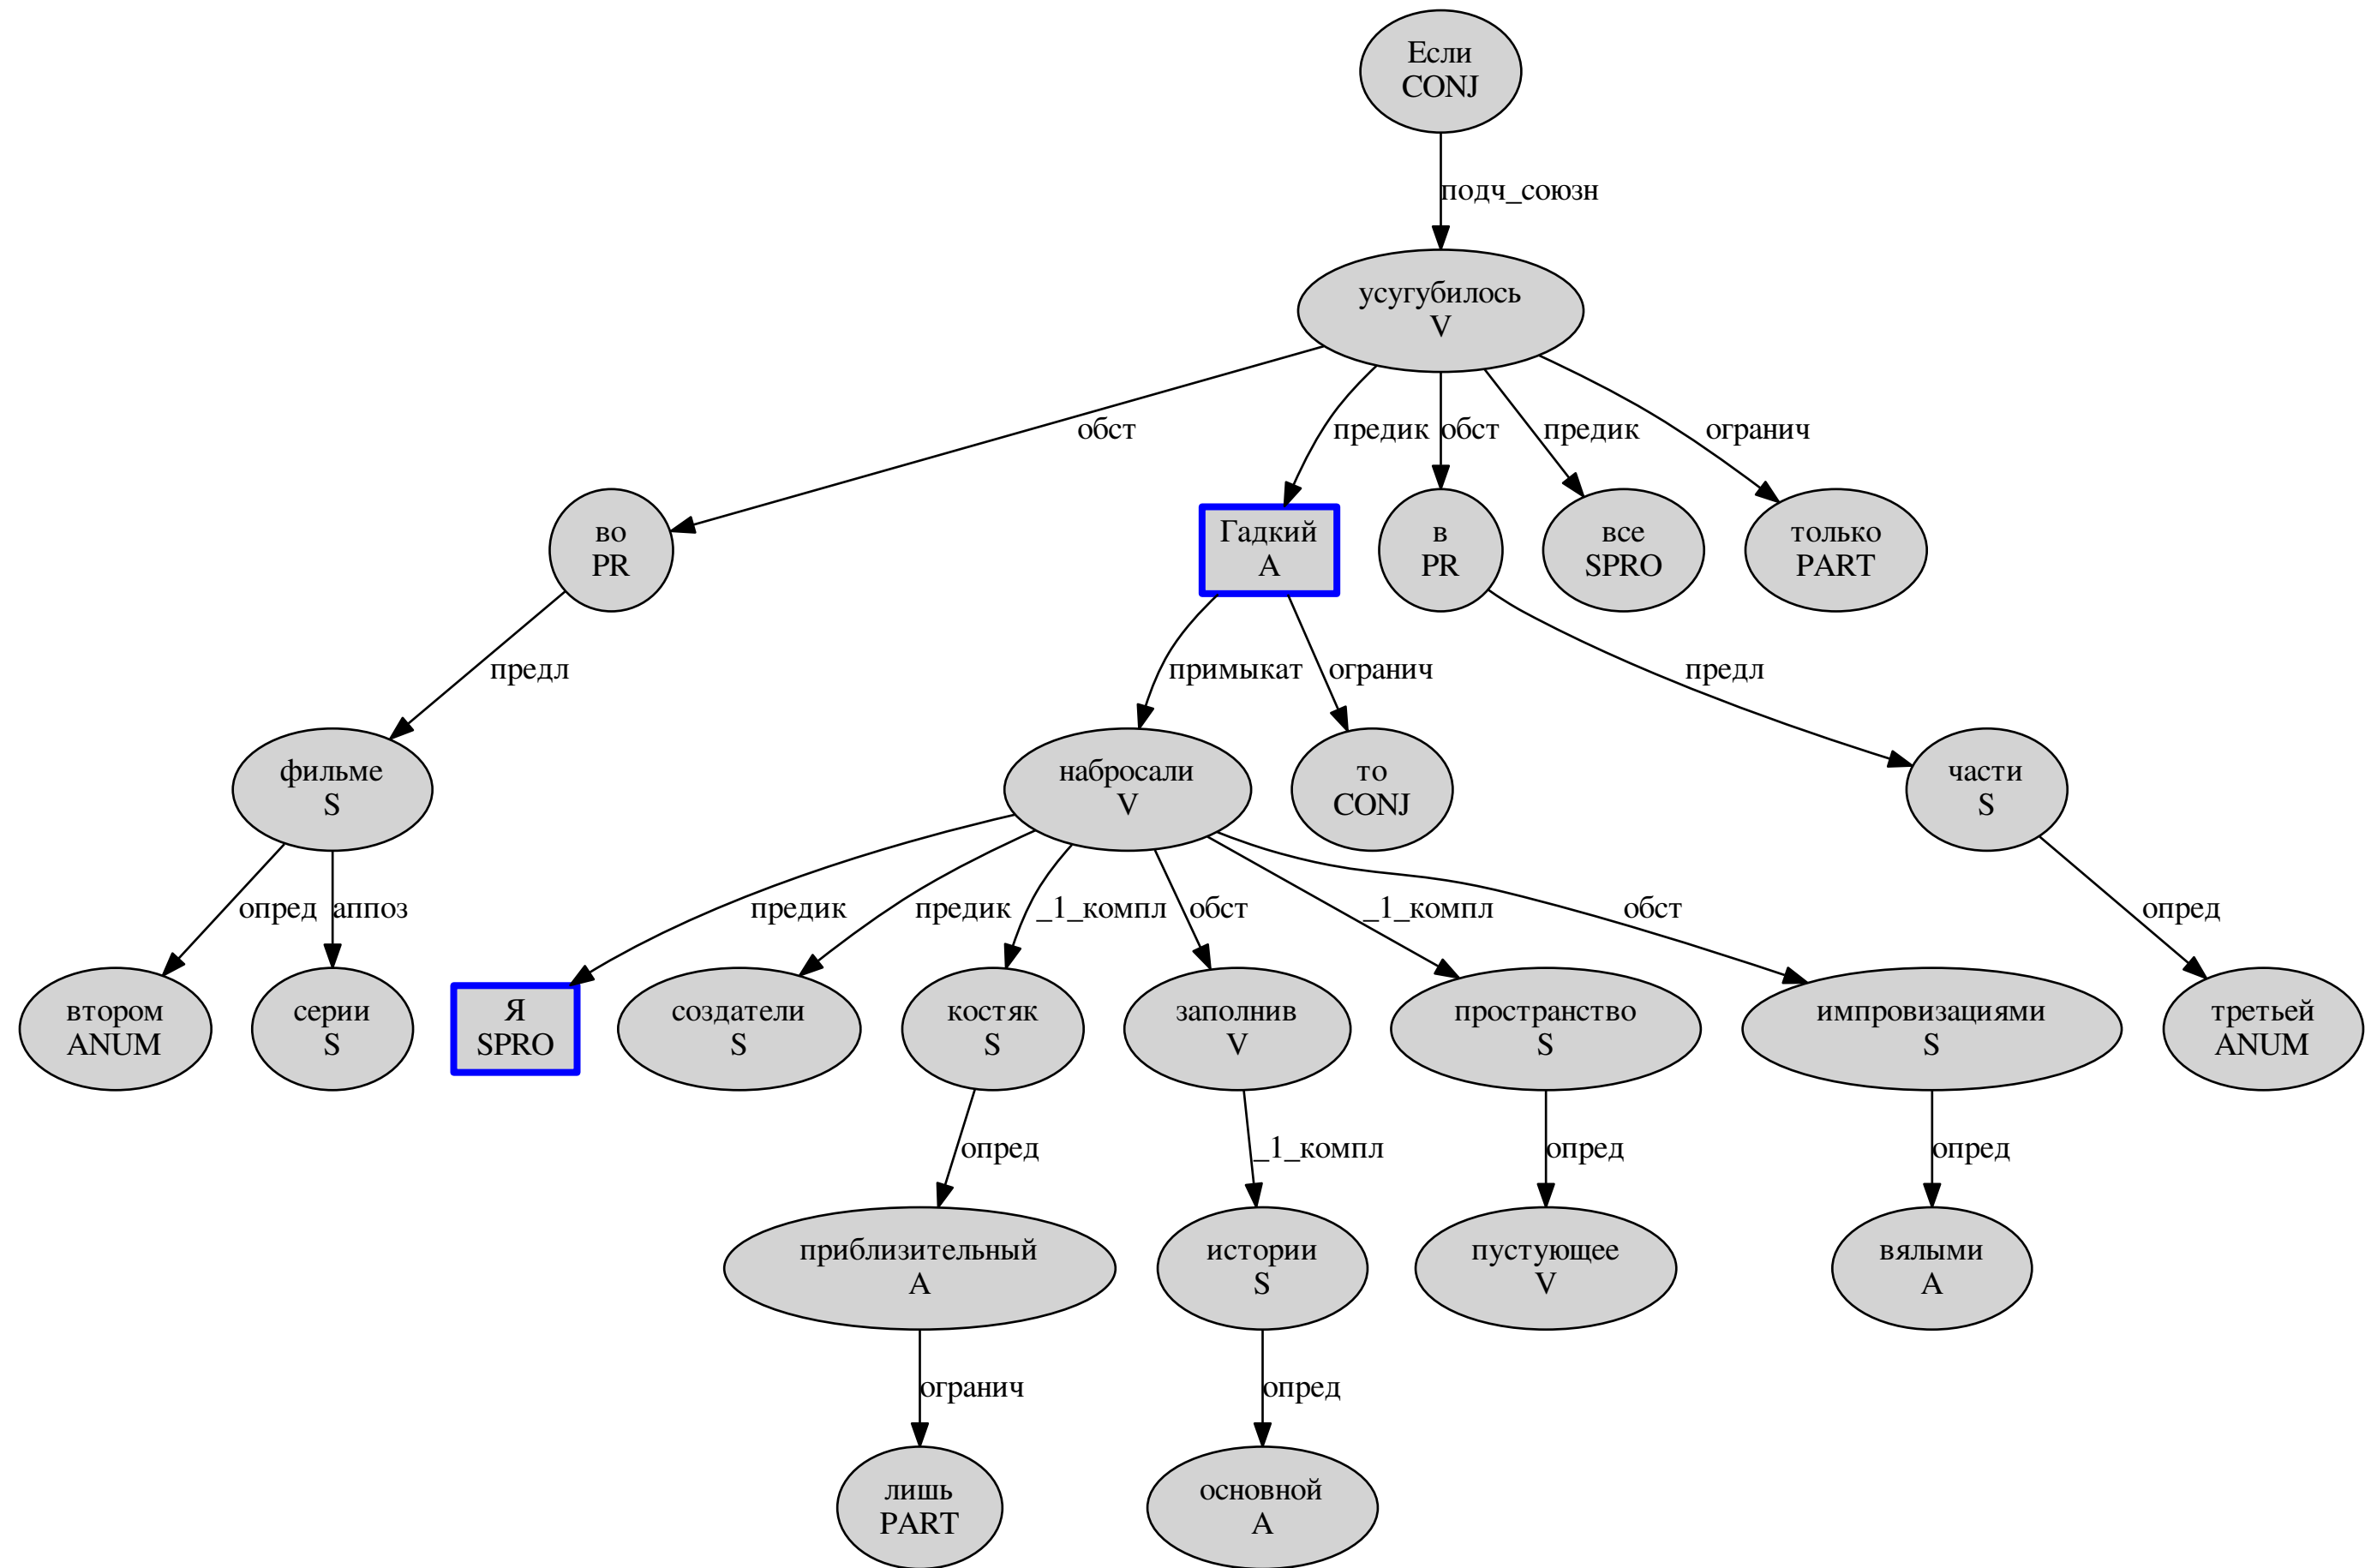 Если
CONJ
подч_союзн
усугубилось
V
обст
предик
обст
предик
огранич
во
PR
Гадкий
A
в
PR
все
SPRO
только
PART
предл
примыкат
огранич
предл
фильме
S
набросали
V
то
CONJ
части
S
опред
аппоз
предик
предик
_1_компл
обст
_1_компл
обст
опред
втором
ANUM
серии
S
Я
SPRO
создатели
S
костяк
S
заполнив
V
пространство
S
импровизациями
S
третьей
ANUM
опред
_1_компл
опред
опред
приблизительный
A
истории
S
пустующее
V
вялыми
A
огранич
опред
лишь
PART
основной
A